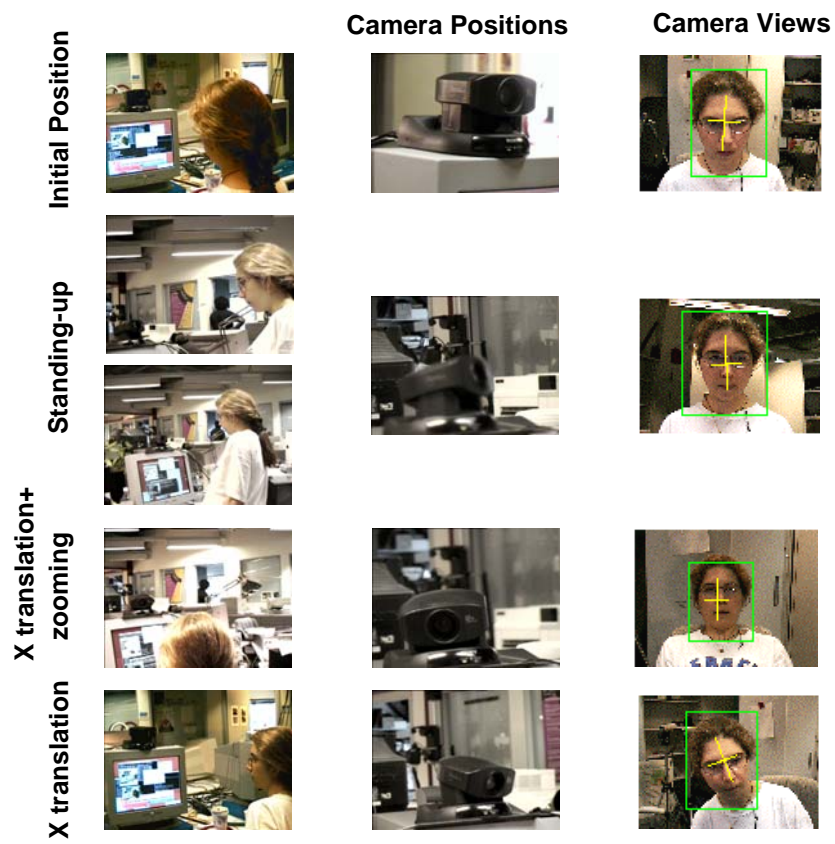 Camera Positions
Camera Views
Initial Position
Standing-up
X translation+
zooming
X translation